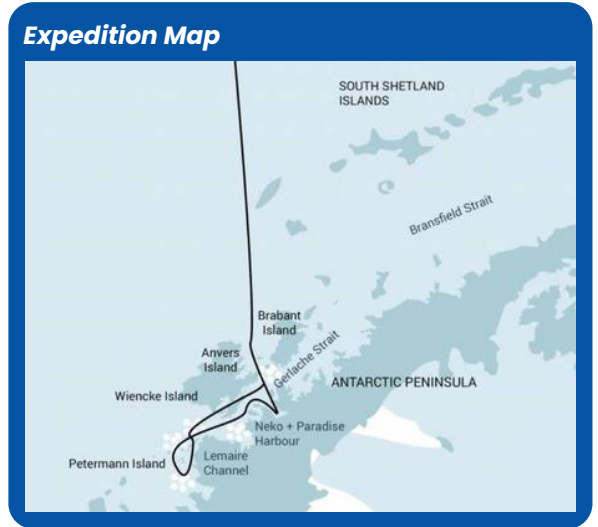 Expedition Map
SOUTH SHETLAND
ISLANDS
Bransfield Strait
Brabant
Island
Anvers
Island
Gerlache Strait
ANTARCTIC PENINSULA
Wiencke Island
Neko + Paradise
Harbour
Petermann Island
Lemaire
Channel